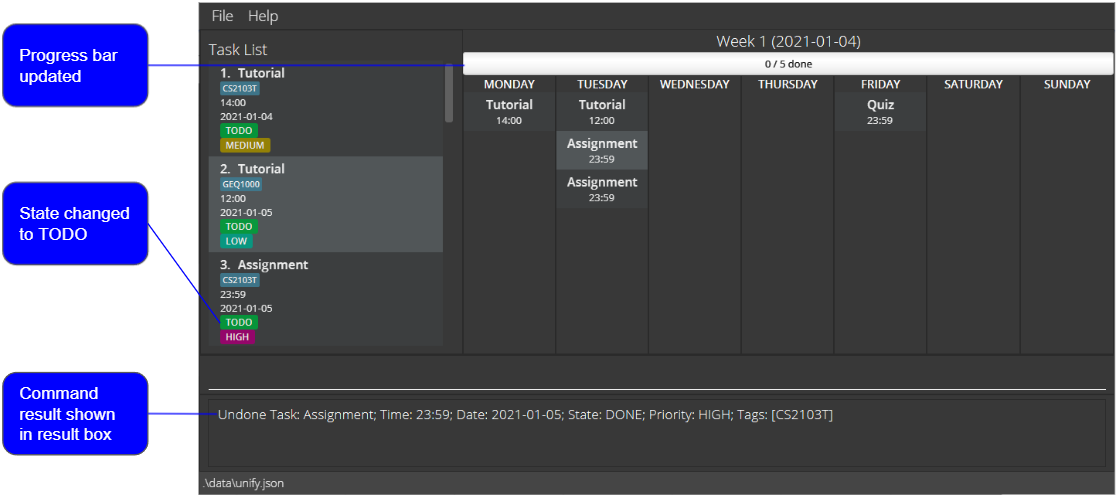 File Help
Progress bar
updated
Task List
Week 1 (2021-01-04)
0 / 5 done
MONDAY TUESDAY WEDNESDAY THURSDAY FRIDAY SATURDAY SUNDAY
1. Tutorial
CS2103T
14:00
2021-01-04
TODO
MEDIUM
2. Tutorial
GEQ1000
12:00
2021-01-05
TODO
LOW
3. Assignment
CS2103T
23:59
2021-01-05
TODO
HIGH
Tutorial
14:00
Tutorial
12:00
Assignment
23:59
Assignment
23:59
Quiz
23:59
State changed
to TODO
Command
result shown
in result box
Undone Task: Assignment; Time: 23:59; Date: 2021-01-05; State: DONE; Priority: HIGH; Tags: [CS2103T]
.\data\unify.json